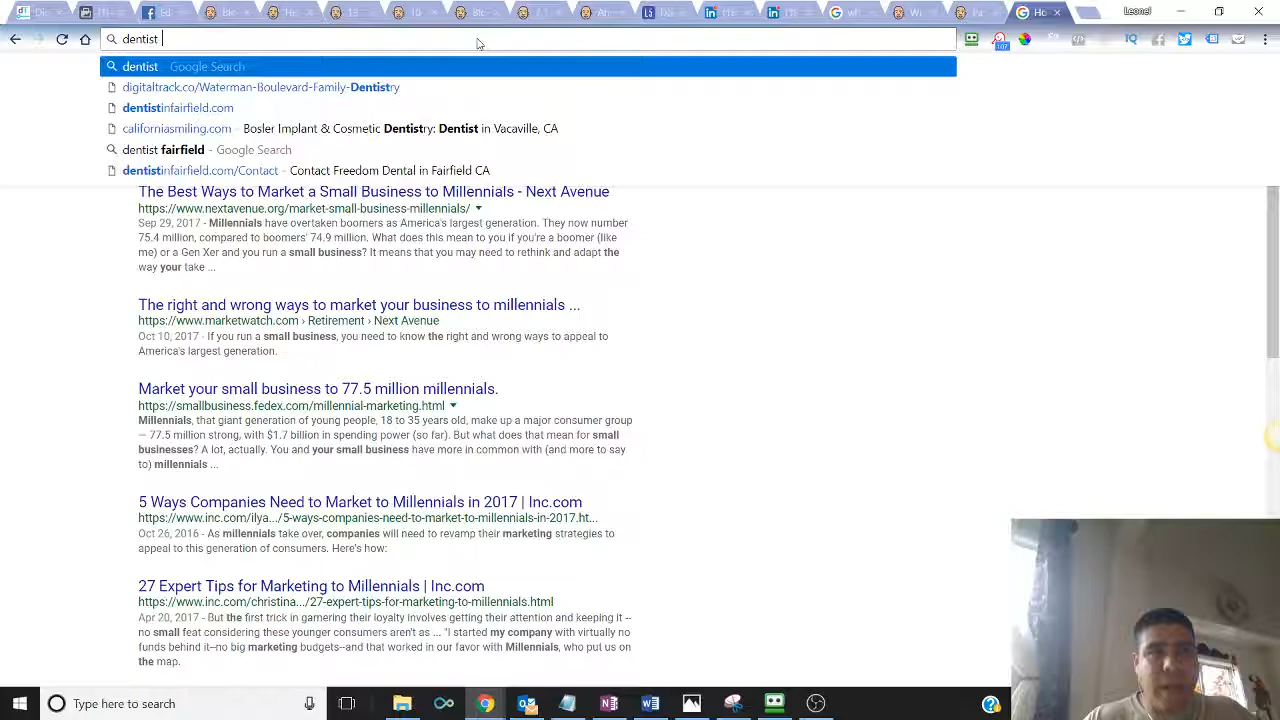 Leonel
dentist
dentist - Google Search
digitaltrack.co/Waterman-Boulevard-Family-Dentistry
dentistinfairfield.com
californiasmiling.com - Bosler Implant & Cosmetic Dentistry: Dentist in Vacaville, CA
dentist fairfield - Google Search
dentistinfairfield.com/Contact - Contact Freedom Dental in Fairfield CA
The Best Ways to Market a Small Business to Millennials - Next Avenue
https://www.nextavenue.org/market-small-business-millennials/
Sep 29, 2017 - Millennials have overtaken boomers as America's largest generation. They now number
75.4 million, compared to boomers' 74.9 million. What does this mean to you if you're a boomer (like
me) or a Gen Xer and you run a small business? It means that you may need to rethink and adapt the
way your take ...
The right and wrong ways to market your business to millennials ...
https://www.marketwatch.com › Retirement › Next Avenue
Oct 10, 2017 - If you run a small business, you need to know the right and wrong ways to appeal to
America's largest generation.
Market your small business to 77.5 million millennials.
https://smallbusiness.fedex.com/millennial-marketing.html
Millennials, that giant generation of young people, 18 to 35 years old, make up a major consumer group
— 77.5 million strong, with $1.7 billion in spending power (so far). But what does that mean for small
businesses? A lot, actually. You and your small business have more in common with (and more to say
to) millennials ...
5 Ways Companies Need to Market to Millennials in 2017 | Inc.com
https://www.inc.com/ilya.../5-ways-companies-need-to-market-to-millennials-in-2017.ht...
Oct 26, 2016 - As millennials take over, companies will need to revamp their marketing strategies to
appeal to this generation of consumers. Here's how:
27 Expert Tips for Marketing to Millennials | Inc.com
https://www.inc.com/christina.../27-expert-tips-for-marketing-to-millennials.html
Apr 20, 2017 - But the first trick in garnering their loyalty involves getting their attention and keeping it --
no small feat considering these younger consumers aren't as ... "I started my company with virtually no
funds behind it--no big marketing budgets--and that worked in our favor with Millennials, who put us on
the map.
Type here to search